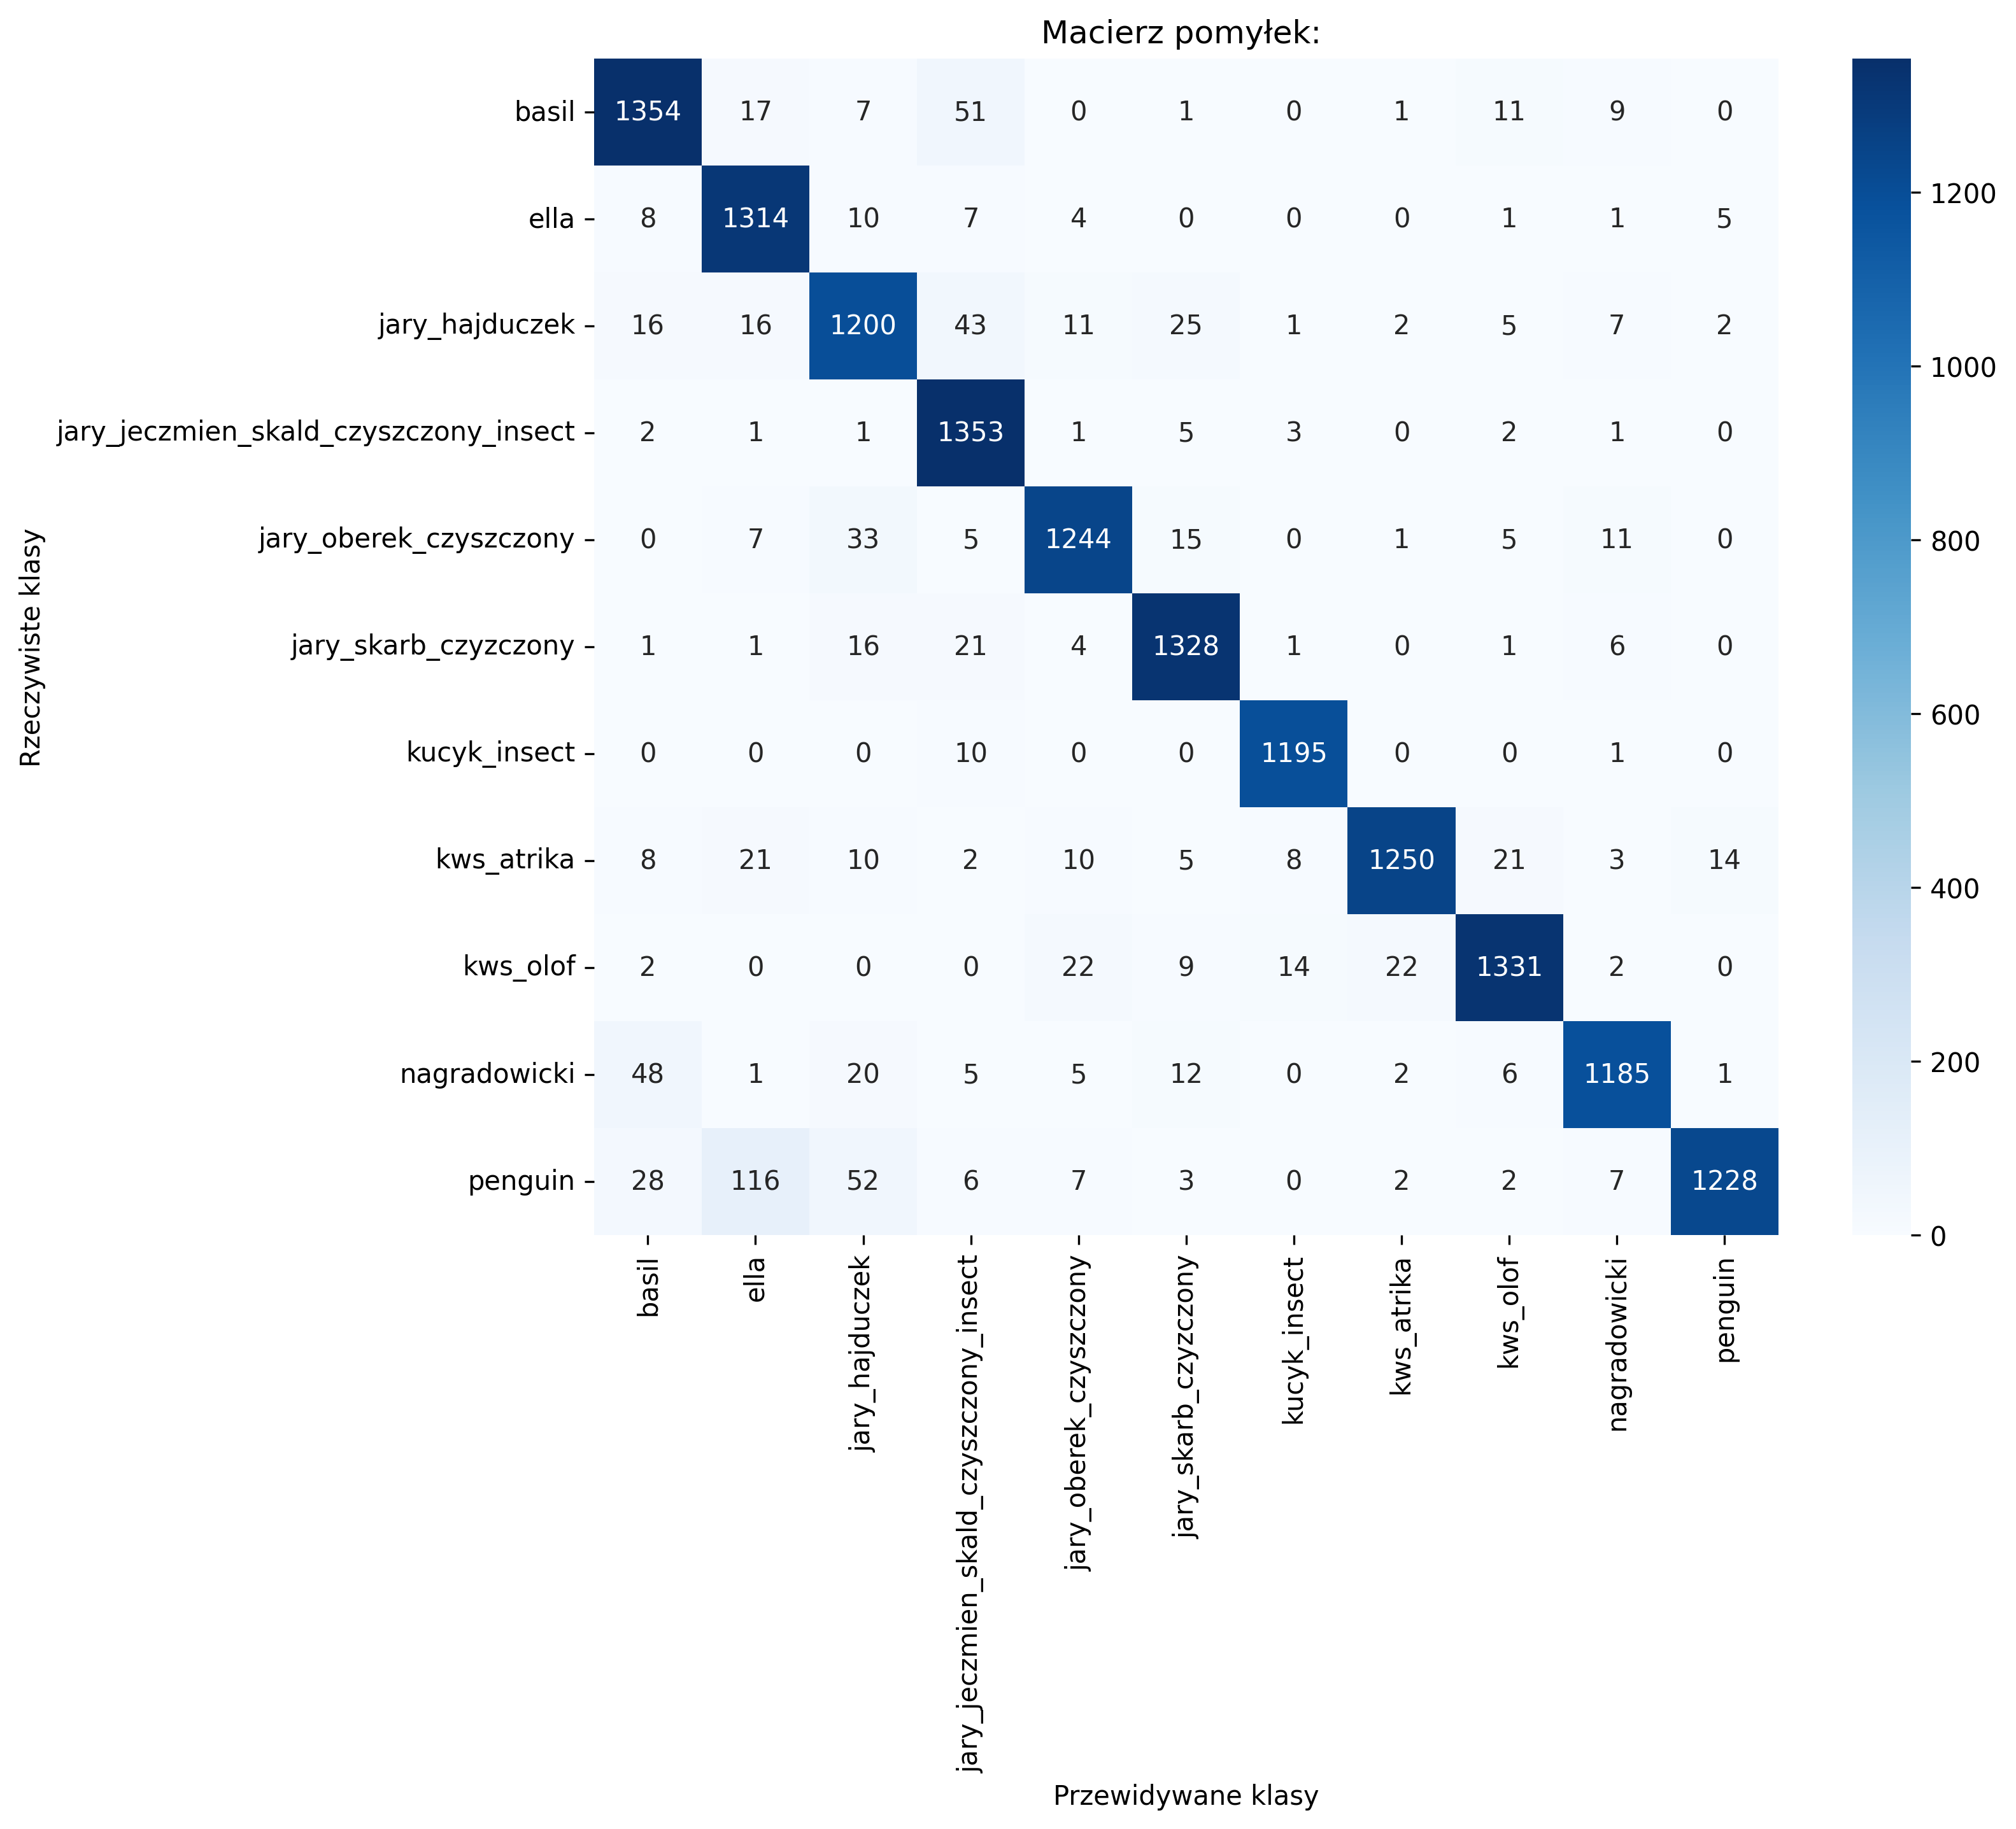 Macierz pomyłek:
basil 1354 17 7 51 0 1 0 1 11 9 0
ella 8 1314 10 7 4 0 0 0 1 1 5
jary_hajduczek 16 16 1200 43 11 25 1 2 5 7 2
jary_jeczmien_skald_czyszczony_insect 2 1 1 1353 1 5 3 0 2 1 0
jary_oberek_czyszczony 0 7 33 5 1244 15 0 1 5 11 0
jary_skarb_czyzczony 1 1 16 21 4 1328 1 0 1 6 0
kucyk_insect 0 0 0 10 0 0 1195 0 0 1 0
kws_atrika 8 21 10 2 10 5 8 1250 21 3 14
kws_olof 2 0 0 0 22 9 14 22 1331 2 0
nagradowicki 48 1 20 5 5 12 0 2 6 1185 1
penguin 28 116 52 6 7 3 0 2 2 7 1228
Rzeczywiste klasy
basil
ella
jary_hajduczek
jary_jeczmien_skald_czyszczony_insect
jary_oberek_czyszczony
jary_skarb_czyzczony
kucyk_insect
kws_atrika
kws_olof
nagradowicki
penguin
Przewidywane klasy
1200
1000
800
600
400
200
0